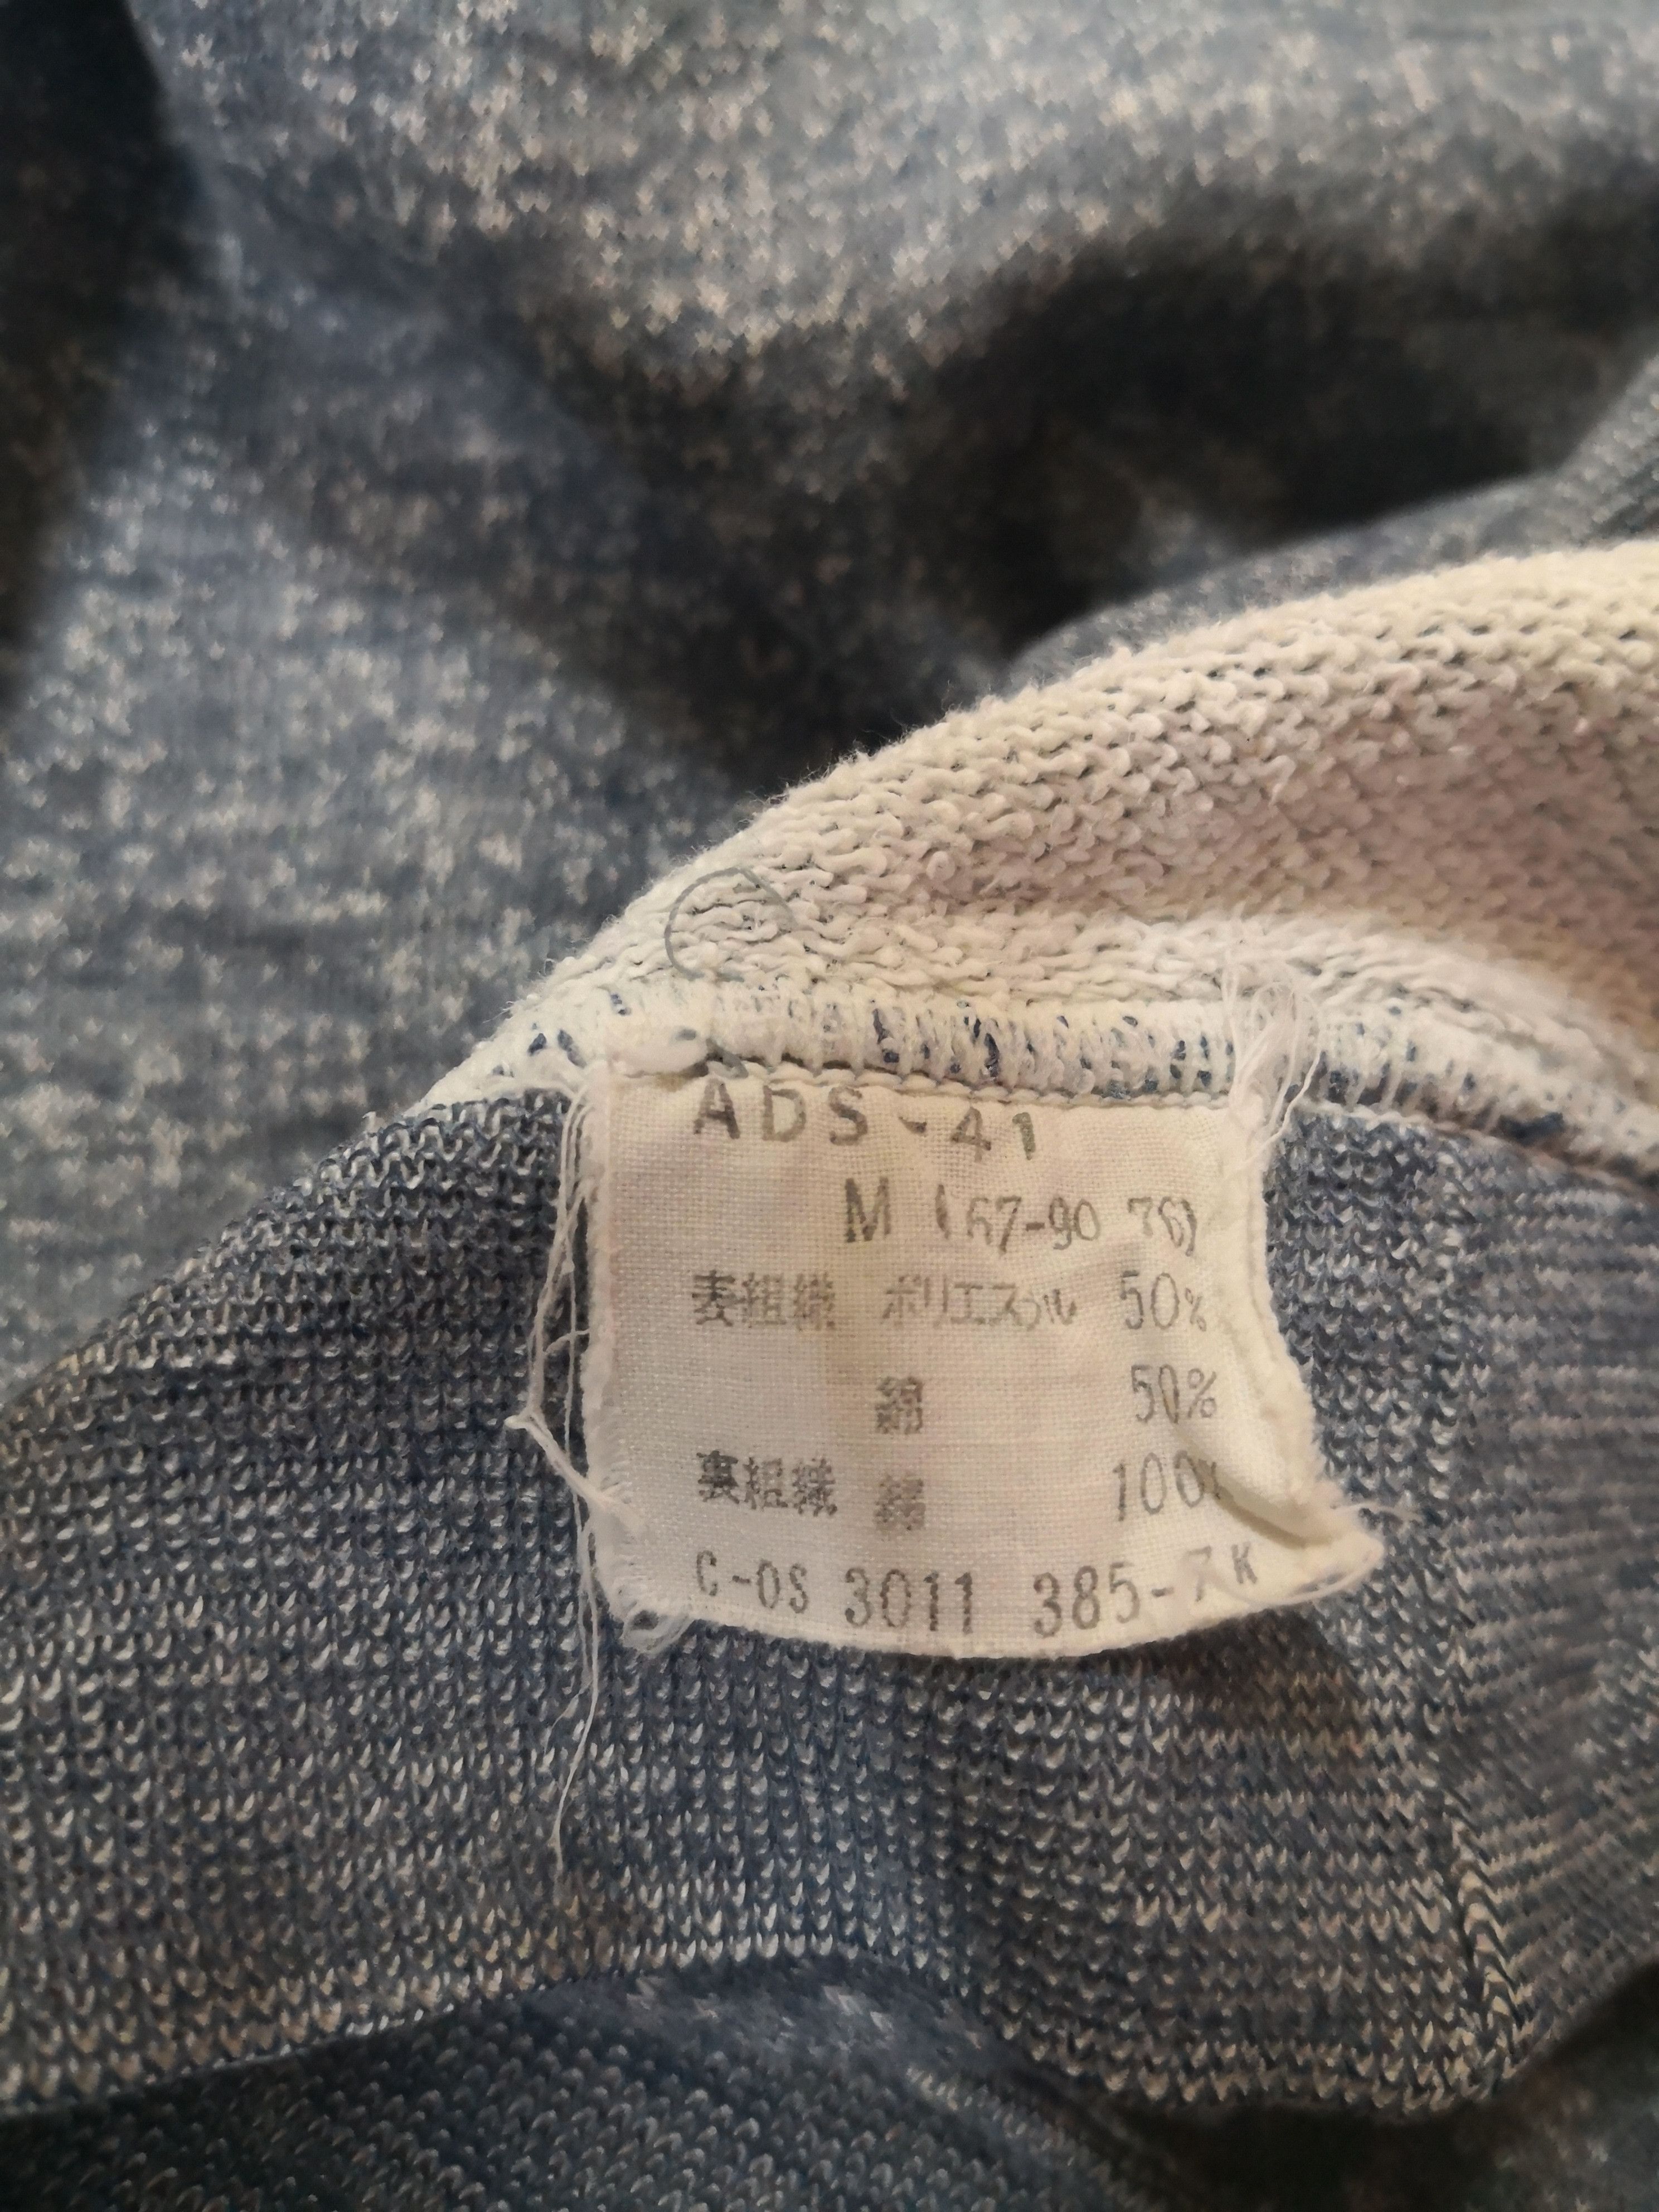 ADS-41
M (67-90 76)
表組織 ポリエステル 50%
綿 50%
裏組織 綿 100%
C-OS 3011 385-7K